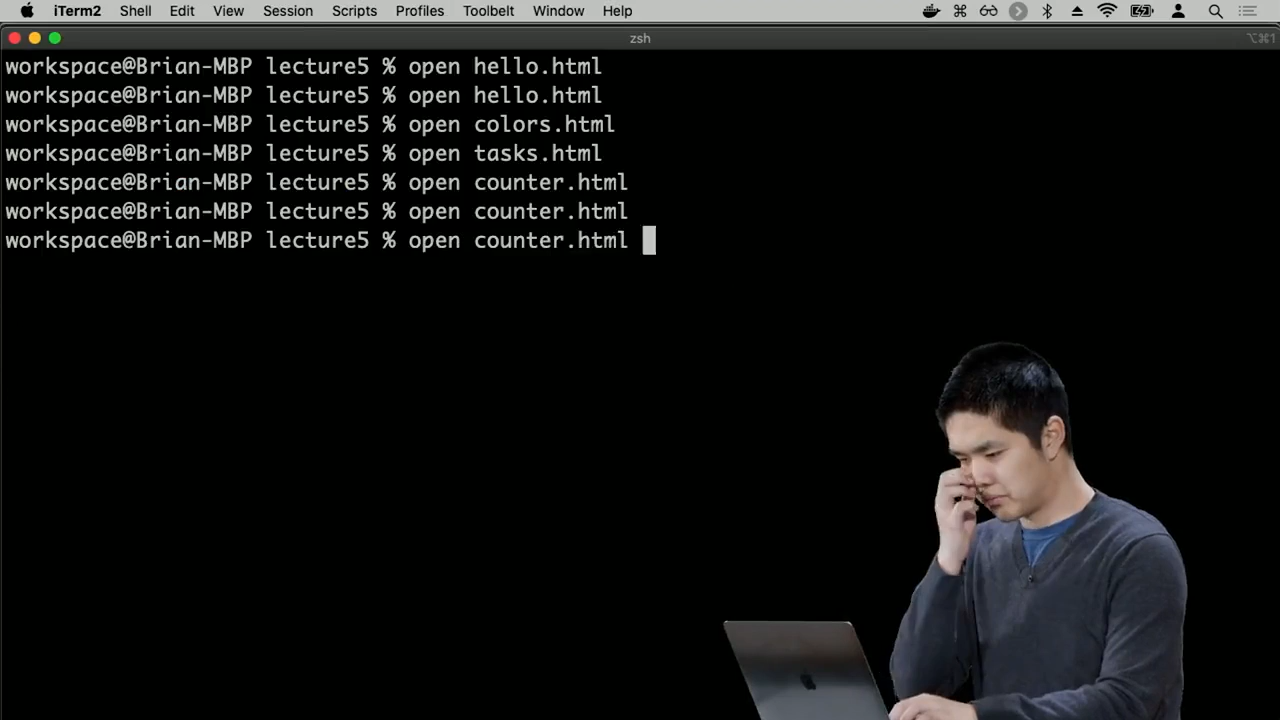 iTerm2 Shell Edit View Session Scripts Profiles Toolbelt Window Help
zsh ⌥⌘1
workspace@Brian-MBP lecture5 % open hello.html
workspace@Brian-MBP lecture5 % open hello.html
workspace@Brian-MBP lecture5 % open colors.html
workspace@Brian-MBP lecture5 % open tasks.html
workspace@Brian-MBP lecture5 % open counter.html
workspace@Brian-MBP lecture5 % open counter.html
workspace@Brian-MBP lecture5 % open counter.html